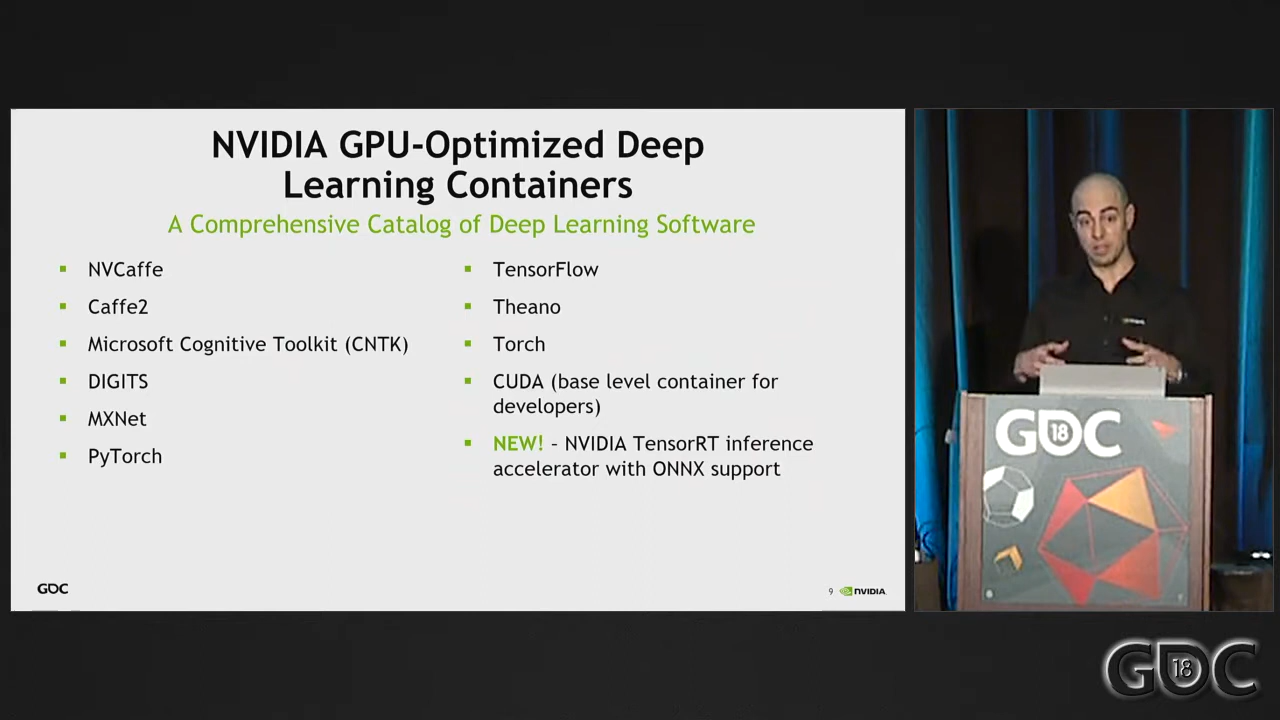 NVIDIA GPU-Optimized Deep
Learning Containers
A Comprehensive Catalog of Deep Learning Software
▪ NVCaffe
▪ Caffe2
▪ Microsoft Cognitive Toolkit (CNTK)
▪ DIGITS
▪ MXNet
▪ PyTorch
▪ TensorFlow
▪ Theano
▪ Torch
▪ CUDA (base level container for
developers)
▪ NEW! – NVIDIA TensorRT inference
accelerator with ONNX support
GDC
9 NVIDIA.
GDC
18
GDC
18